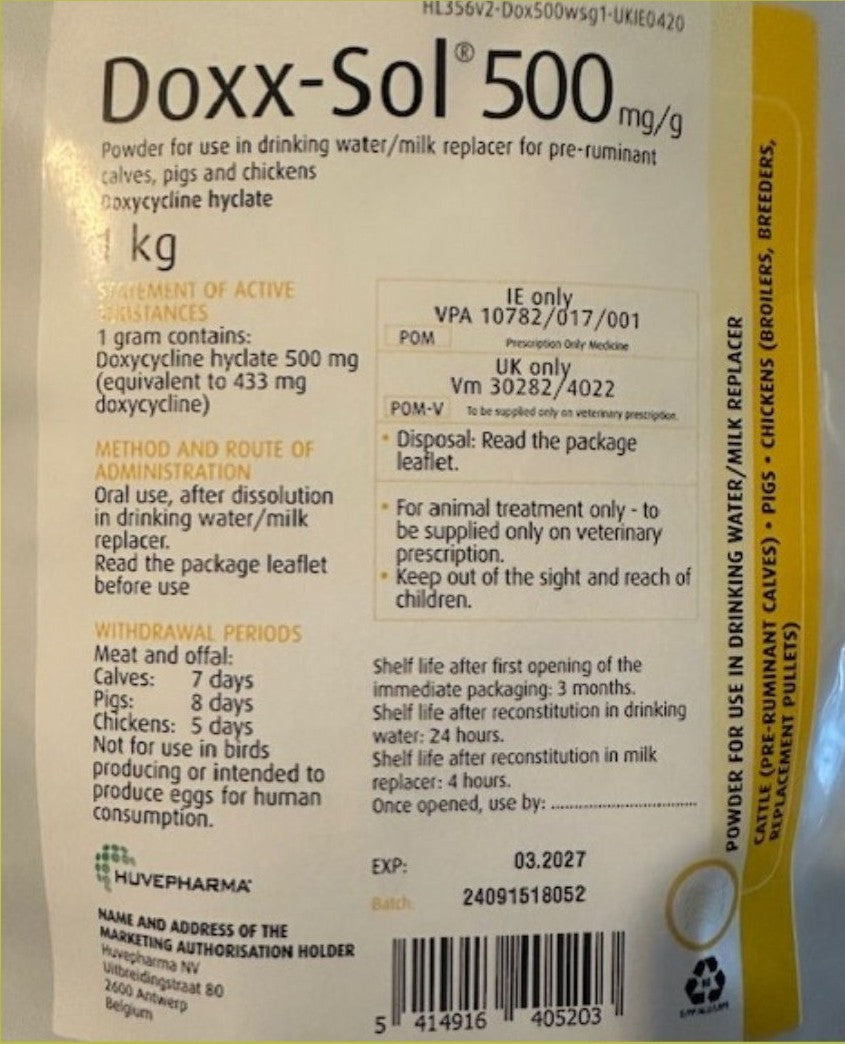 HL356v2-Dox500wsg1-UKIE0420
Doxx-Sol® 500 mg/g
Powder for use in drinking water/milk replacer for pre-ruminant
calves, pigs and chickens
Doxycycline hyclate
1 kg
STATEMENT OF ACTIVE
SUBSTANCES
1 gram contains:
Doxycycline hyclate 500 mg
(equivalent to 433 mg
doxycycline)
METHOD AND ROUTE OF
ADMINISTRATION
Oral use, after dissolution
in drinking water/milk
replacer.
Read the package leaflet
before use
WITHDRAWAL PERIODS
Meat and offal:
Calves: 7 days
Pigs: 8 days
Chickens: 5 days
Not for use in birds
producing or intended to
produce eggs for human
consumption.
HUVEPHARMA
NAME AND ADDRESS OF THE
MARKETING AUTHORISATION HOLDER
Huvepharma NV
Uitbreidingstraat 80
2600 Antwerp
Belgium
IE only
VPA 10782/017/001
POM Prescription Only Medicine
UK only
Vm 30282/4022
POM-V To be supplied only on veterinary prescription.
• Disposal: Read the package
leaflet.
• For animal treatment only - to
be supplied only on veterinary
prescription.
• Keep out of the sight and reach of
children.
Shelf life after first opening of the
immediate packaging: 3 months.
Shelf life after reconstitution in drinking
water: 24 hours.
Shelf life after reconstitution in milk
replacer: 4 hours.
Once opened, use by: ................................
EXP: 03.2027
Batch: 24091518052
5 414916 405203
POWDER FOR USE IN DRINKING WATER/MILK REPLACER
CATTLE (PRE-RUMINANT CALVES) • PIGS • CHICKENS (BROILERS, BREEDERS,
REPLACEMENT PULLETS)